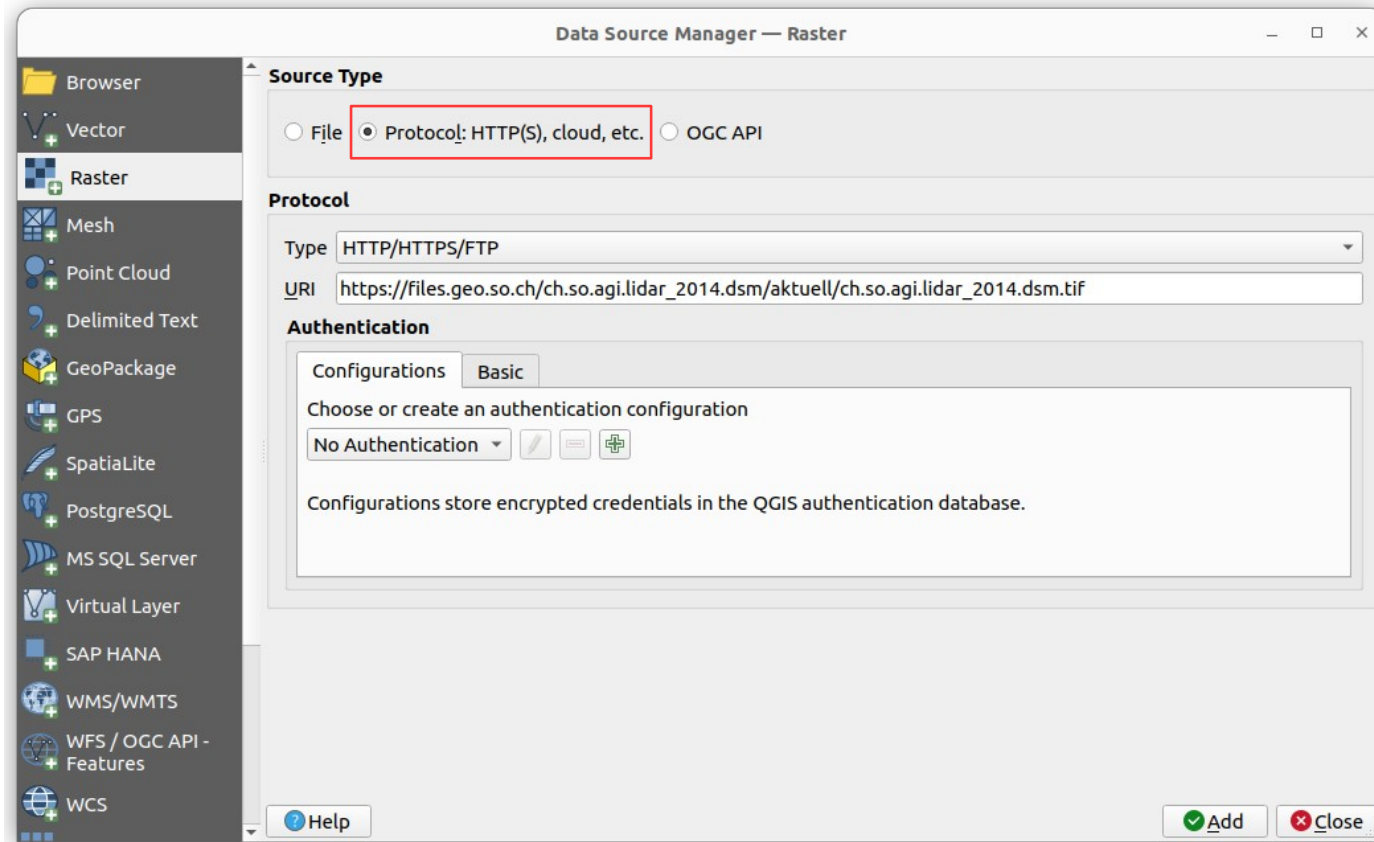 Data Source Manager — Raster
Browser
Vector
Raster
Mesh
Point Cloud
Delimited Text
GeoPackage
GPS
SpatiaLite
PostgreSQL
MS SQL Server
Virtual Layer
SAP HANA
WMS/WMTS
WFS / OGC API -
Features
WCS
Source Type
File Protocol: HTTP(S), cloud, etc. OGC API
Protocol
Type HTTP/HTTPS/FTP
URI https://files.geo.so.ch/ch.so.agi.lidar_2014.dsm/aktuell/ch.so.agi.lidar_2014.dsm.tif
Authentication
Configurations Basic
Choose or create an authentication configuration
No Authentication
Configurations store encrypted credentials in the QGIS authentication database.
Help Add Close